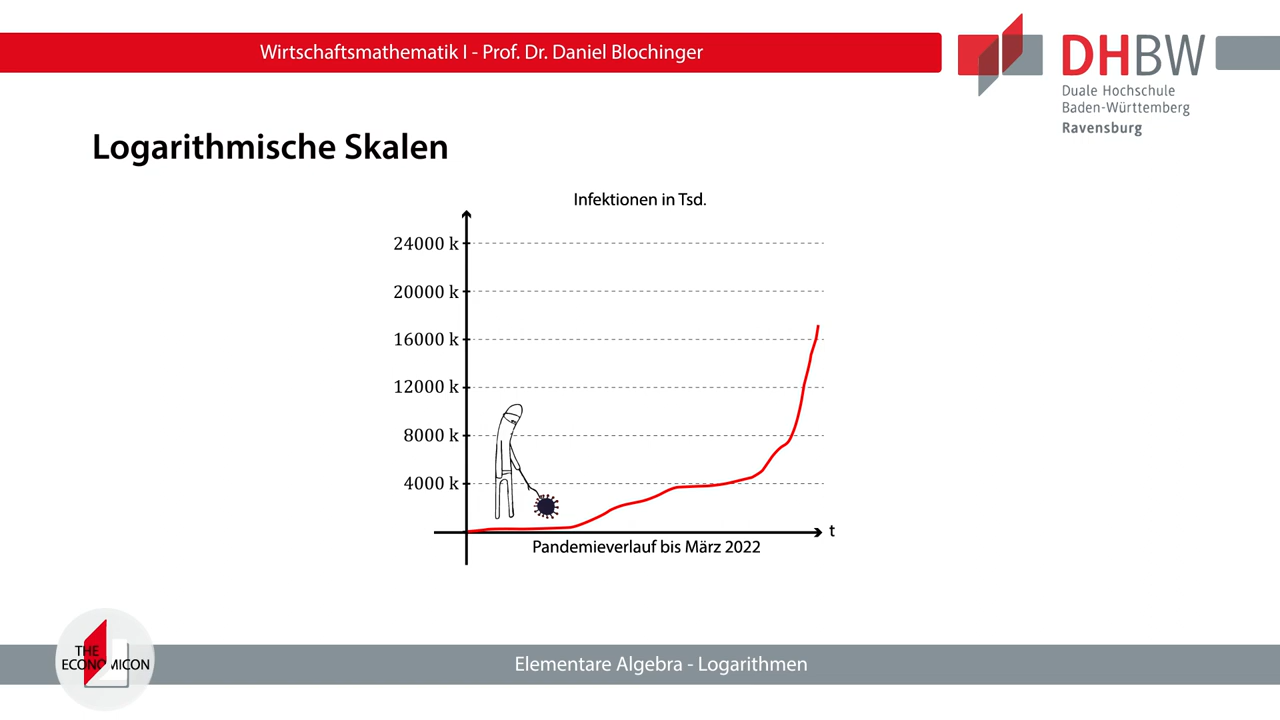 Wirtschaftsmathematik I - Prof. Dr. Daniel Blochinger
DHBW
Duale Hochschule
Baden-Württemberg
Ravensburg
Logarithmische Skalen
Infektionen in Tsd.
24000 k
20000 k
16000 k
12000 k
8000 k
4000 k
t
Pandemieverlauf bis März 2022
THE
ECONOMICON
Elementare Algebra - Logarithmen